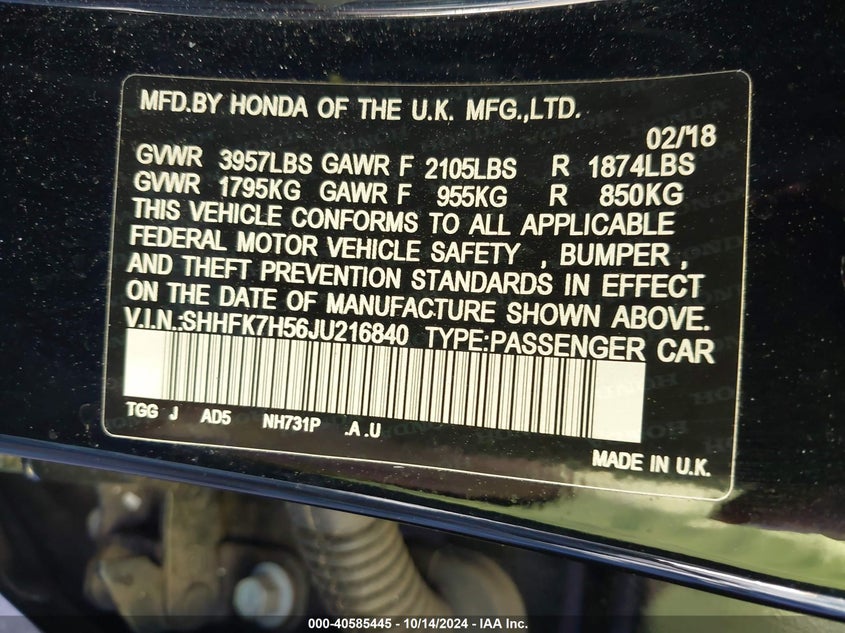 MFD.BY HONDA OF THE U.K. MFG.,LTD.
02/18
GVWR 3957LBS GAWR F 2105LBS R 1874LBS
GVWR 1795KG GAWR F 955KG R 850KG
THIS VEHICLE CONFORMS TO ALL APPLICABLE
FEDERAL MOTOR VEHICLE SAFETY , BUMPER ,
AND THEFT PREVENTION STANDARDS IN EFFECT
ON THE DATE OF MANUFACTURE SHOWN ABOVE.
V.I.N.:SHHFK7H56JU216840 TYPE:PASSENGER CAR
TGG J AD5 NH731P .A .U
MADE IN U.K.
000-40585445 - 10/14/2024 - IAA Inc.